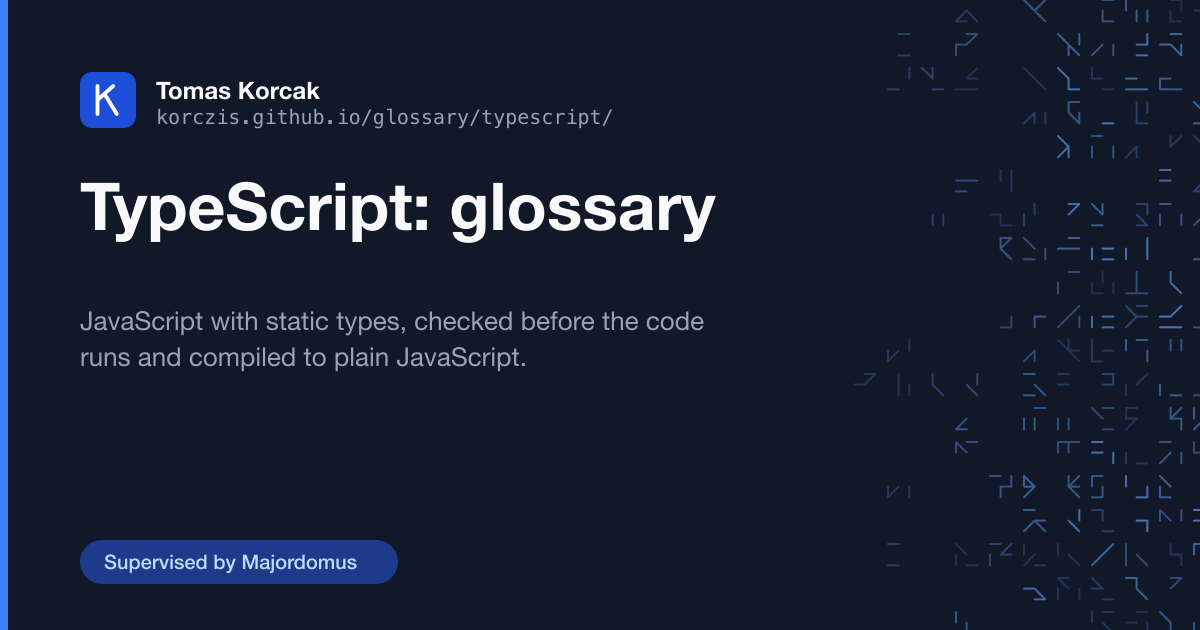 K
Tomas Korcak
korczis.github.io/glossary/typescript/
TypeScript: glossary
JavaScript with static types, checked before the code
runs and compiled to plain JavaScript.
Supervised by Majordomus